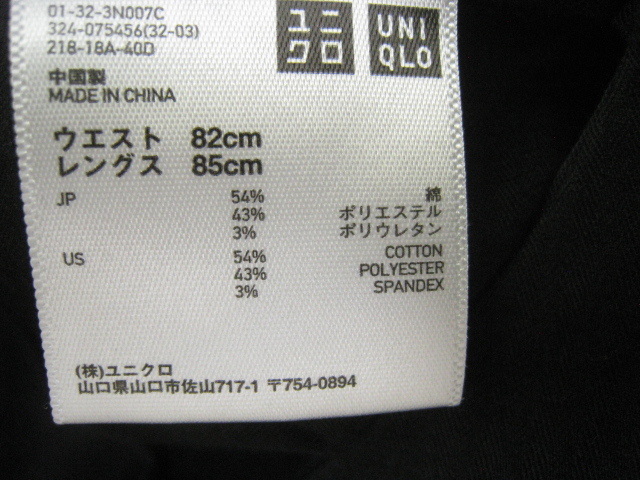 01-32-3N007C
324-075456(32-03)
218-18A-40D
ユニ
クロ
UNI
QLO
中国製
MADE IN CHINA
ウエスト 82cm
レングス 85cm
JP 54% 綿
43% ポリエステル
3% ポリウレタン
US 54% COTTON
43% POLYESTER
3% SPANDEX
(株)ユニクロ
山口県山口市佐山717-1 〒754-0894